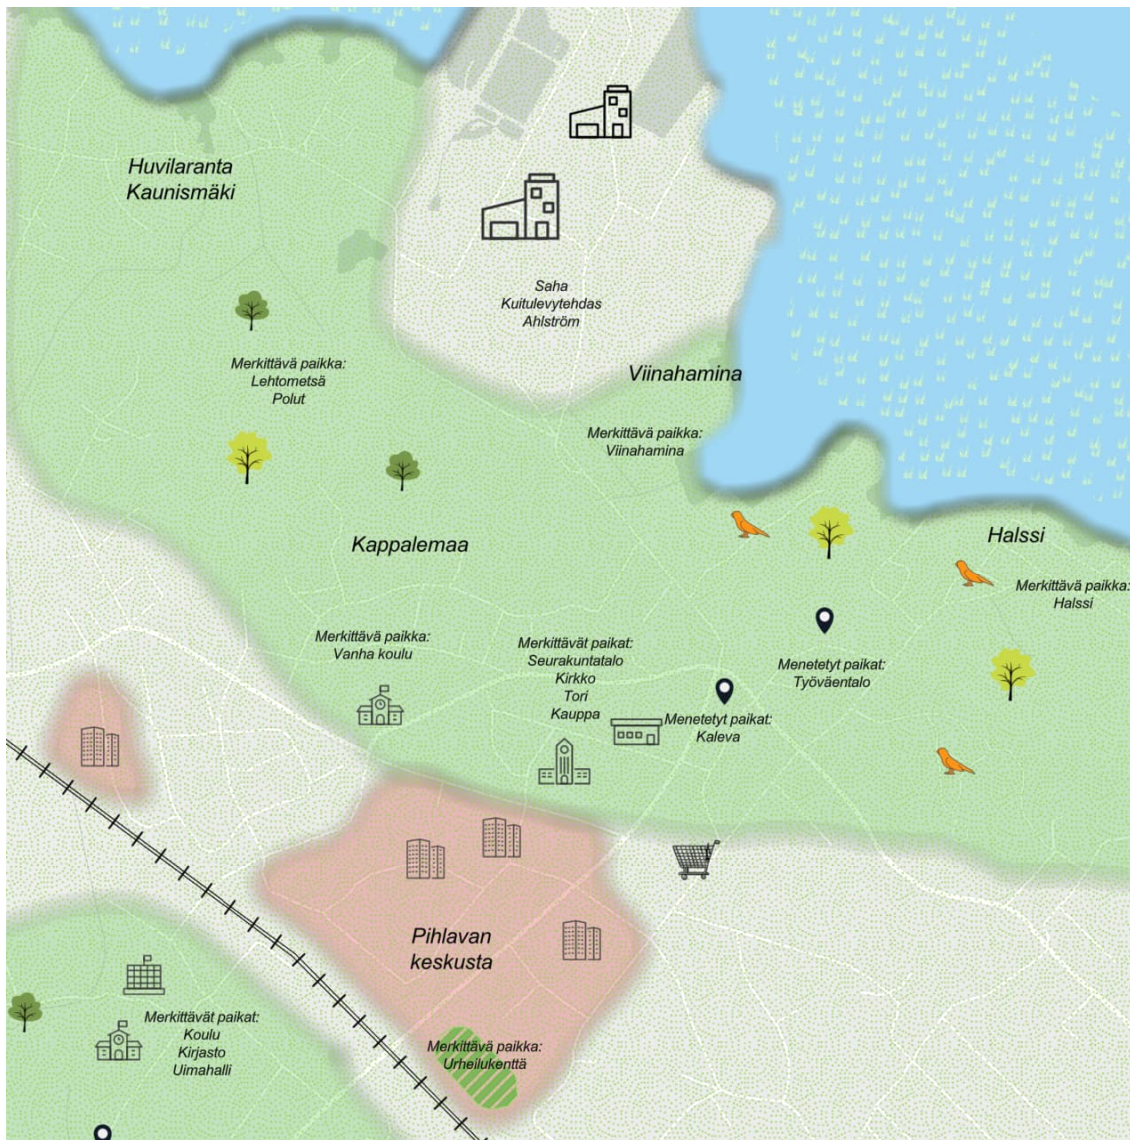 Huvilaranta
Kaunismäki
Saha
Kuitulevytehdas
Ahlström
Merkittävä paikka:
Lehtometsä
Polut
Viinahamina
Merkittävä paikka:
Viinahamina
Kappalemaa
Halssi
Merkittävä paikka:
Halssi
Merkittävä paikka:
Vanha koulu
Merkittävät paikat:
Seurakuntatalo
Kirkko
Tori
Kauppa
Menetetyt paikat:
Työväentalo
Menetetyt paikat:
Kaleva
Pihlavan
keskusta
Merkittävät paikat:
Koulu
Kirjasto
Uimahalli
Merkittävä paikka:
Urheilukenttä